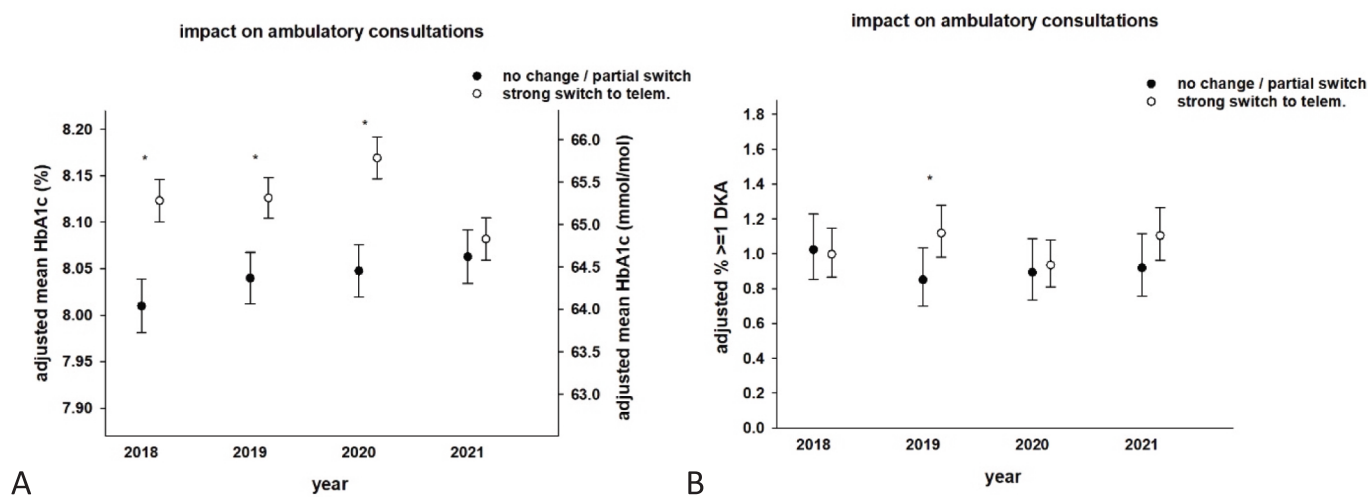 impact on ambulatory consultations
no change / partial switch
strong switch to telem.
adjusted mean HbA1c (%)
8.20
8.15
8.10
8.05
8.00
7.95
7.90
*
*
*
66.0
65.5
65.0
64.5
64.0
63.5
63.0
adjusted mean HbA1c (mmol/mol)
2018
2019
2020
2021
year
A
impact on ambulatory consultations
no change / partial switch
strong switch to telem.
adjusted % >=1 DKA
1.8
1.6
1.4
1.2
1.0
0.8
0.6
0.4
0.2
0.0
*
2018
2019
2020
2021
year
B